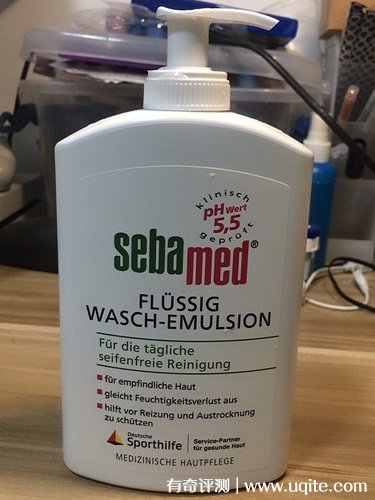 klinisch
pH Wert
5,5
geprüft
sebamed®
FLÜSSIG
WASCH-EMULSION
Für die tägliche
seifenfreie Reinigung
für empfindliche Haut
gleicht Feuchtigkeitsverlust aus
hilft vor Reizung und Austrocknung
zu schützen
Deutsche
Sporthilfe
Service-Partner
für gesunde Haut
MEDIZINISCHE HAUTPFLEGE
有奇评测 | www.uqite.com